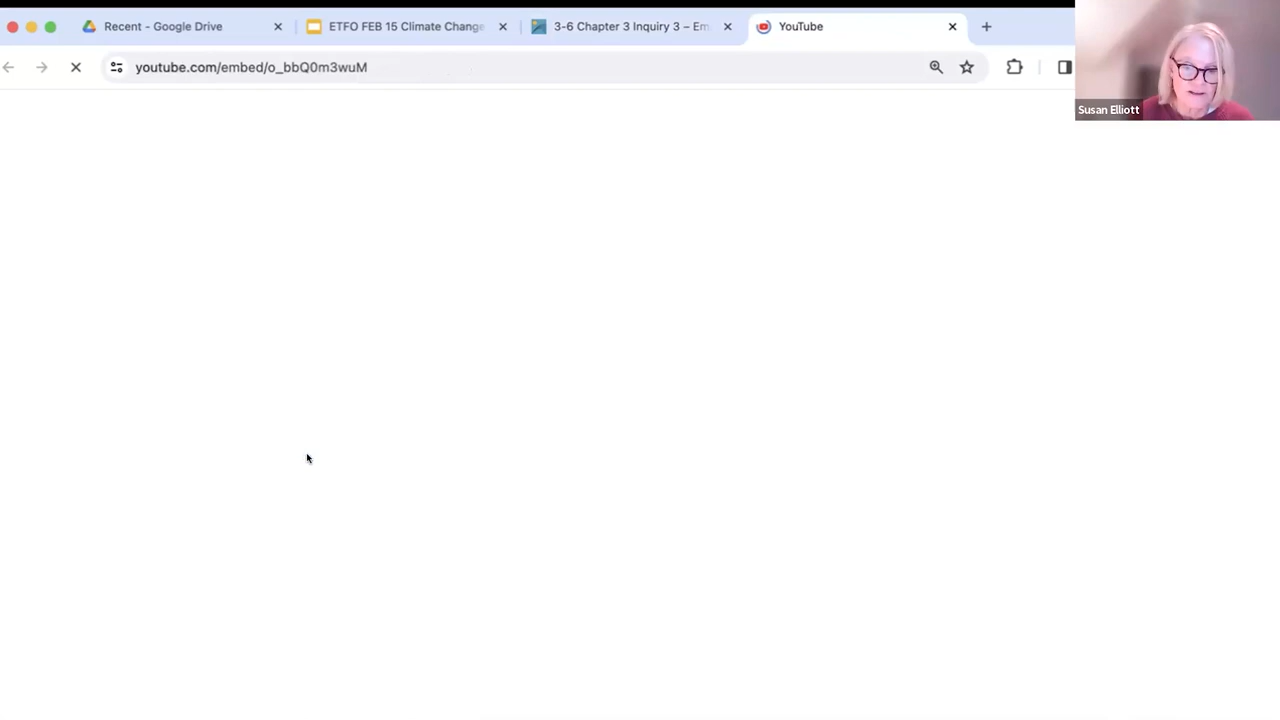 Recent - Google Drive
ETFO FEB 15 Climate Change
3-6 Chapter 3 Inquiry 3 – Em
YouTube
youtube.com/embed/o_bbQ0m3wuM
Susan Elliott